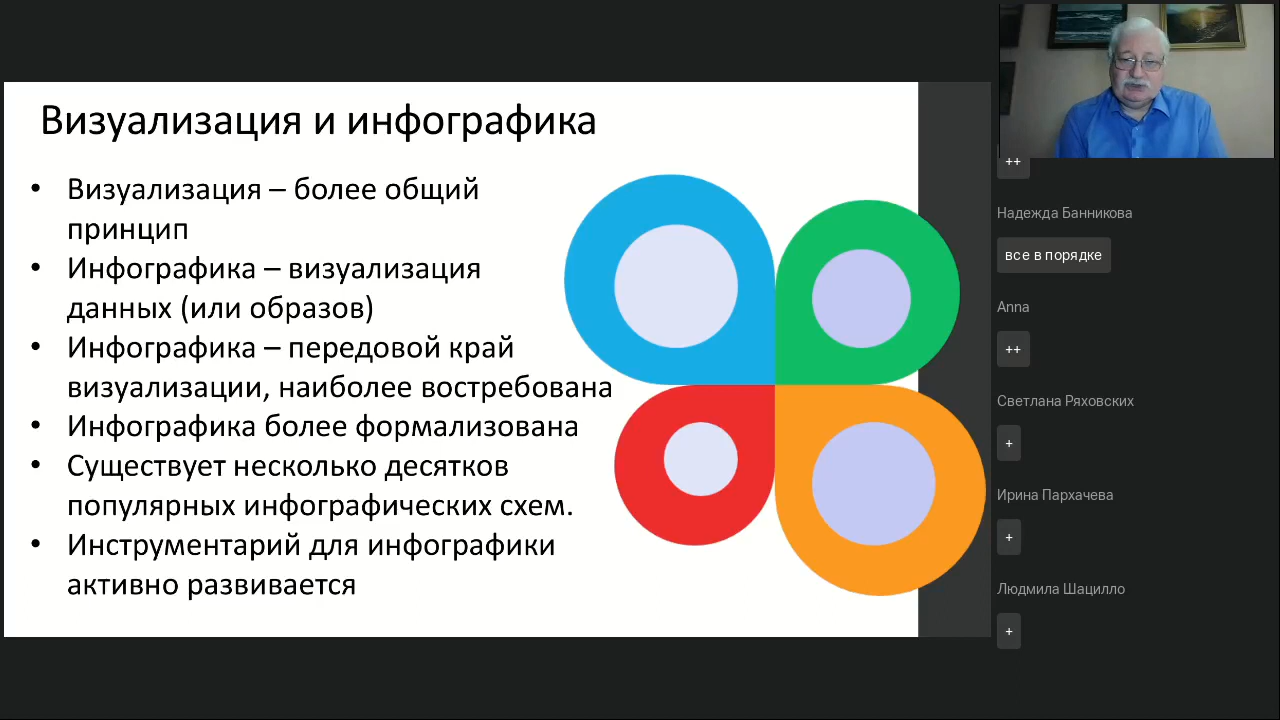 Визуализация и инфографика
• Визуализация – более общий
принцип
• Инфографика – визуализация
данных (или образов)
• Инфографика – передовой край
визуализации, наиболее востребована
• Инфографика более формализована
• Существует несколько десятков
популярных инфографических схем.
• Инструментарий для инфографики
активно развивается
++
Надежда Банникова
все в порядке
Anna
++
Светлана Ряховских
+
Ирина Пархачева
+
Людмила Шацилло
+